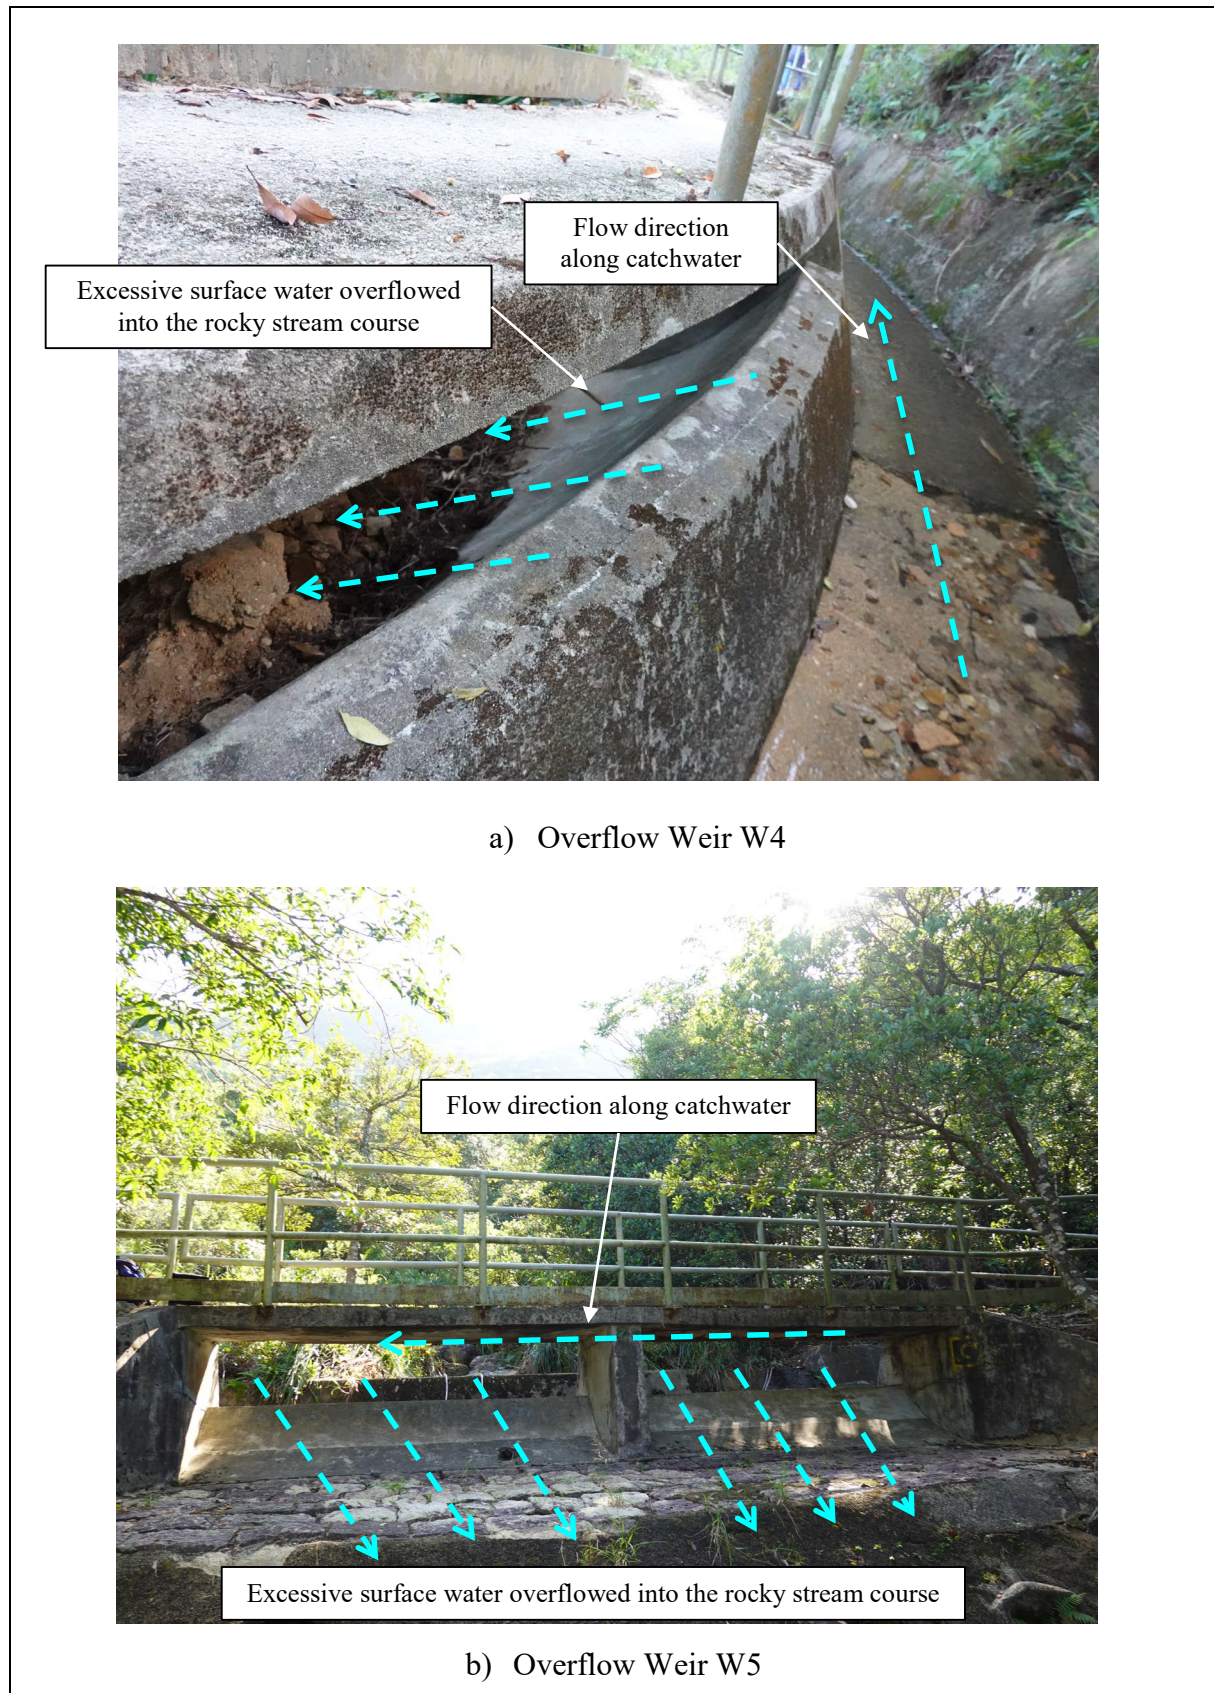 Flow direction
along catchwater
Excessive surface water overflowed
into the rocky stream course
a) Overflow Weir W4
Flow direction along catchwater
Excessive surface water overflowed into the rocky stream course
b) Overflow Weir W5